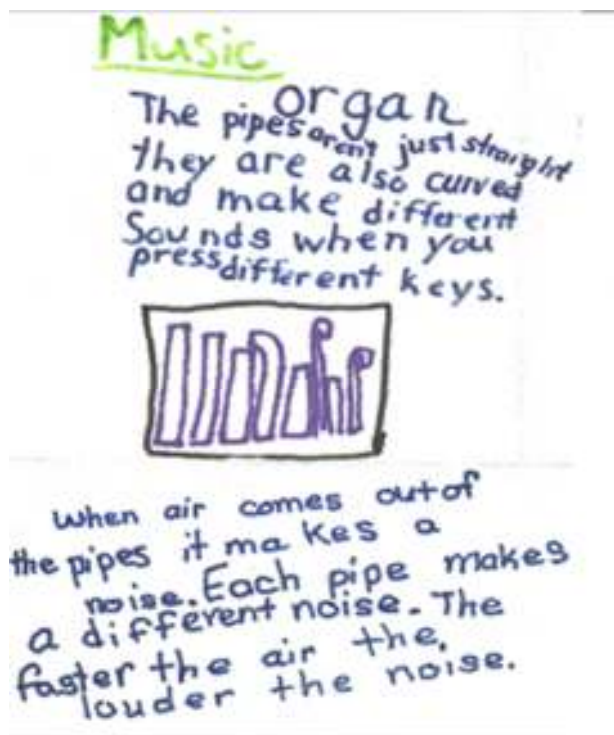 Music
organ
The pipes aren't just straight
they are also curved
and make different
Sounds when you
press different keys.
When air comes out of
the pipes it makes a
noise. Each pipe makes
a different noise. The
faster the air the,
louder the noise.